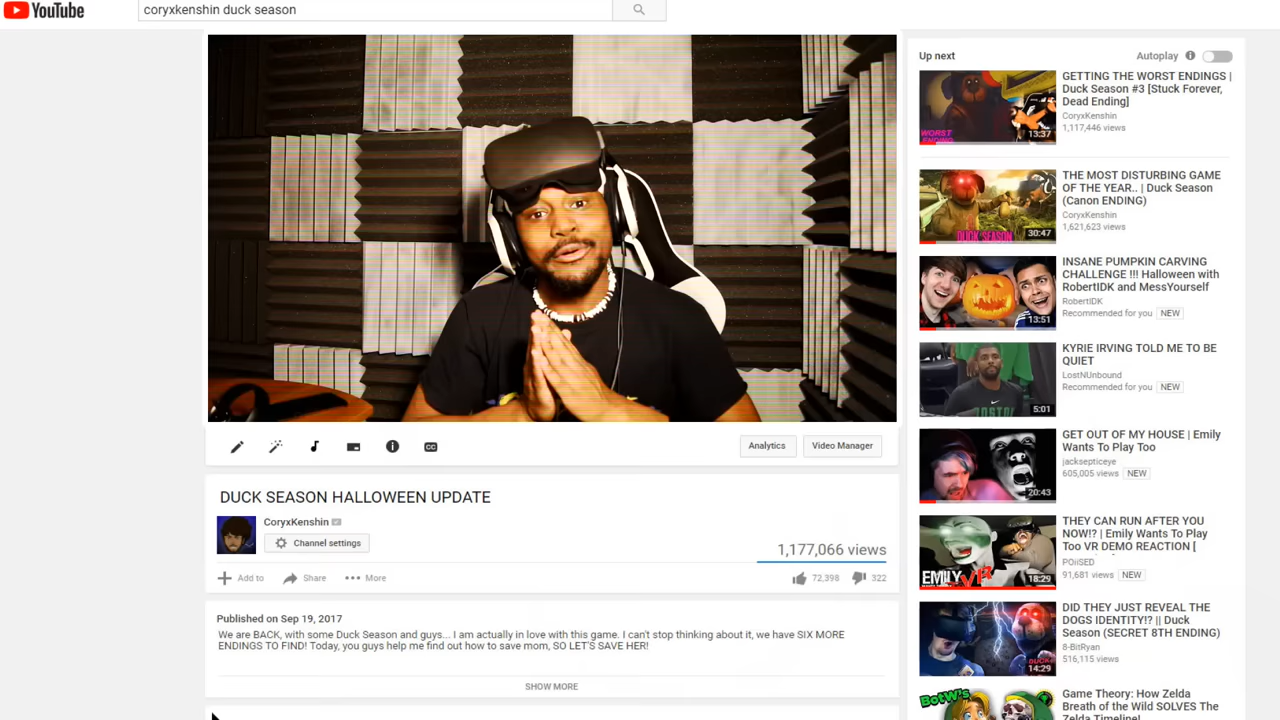 YouTube
coryxkenshin duck season
Up next
Autoplay
GETTING THE WORST ENDINGS |
Duck Season #3 [Stuck Forever,
Dead Ending]
CoryxKenshin
1,117,446 views
WORST
ENDING
13:37
THE MOST DISTURBING GAME
OF THE YEAR.. | Duck Season
(Canon ENDING)
CoryxKenshin
1,621,623 views
DUCK SEASON
30:47
INSANE PUMPKIN CARVING
CHALLENGE !!! Halloween with
RobertIDK and MessYourself
RobertIDK
Recommended for you NEW
13:51
KYRIE IRVING TOLD ME TO BE
QUIET
LostNUnbound
Recommended for you NEW
5:01
GET OUT OF MY HOUSE | Emily
Wants To Play Too
jacksepticeye
605,005 views NEW
20:43
THEY CAN RUN AFTER YOU
NOW!? | Emily Wants To Play
Too VR DEMO REACTION [
POiiSED
91,681 views NEW
EMILY VR
18:29
DID THEY JUST REVEAL THE
DOGS IDENTITY!? || Duck
Season (SECRET 8TH ENDING)
8-BitRyan
516,115 views
14:29
Game Theory: How Zelda
Breath of the Wild SOLVES The
Zelda Timeline!
BotW's
CC
Analytics
Video Manager
DUCK SEASON HALLOWEEN UPDATE
CoryxKenshin
Channel settings
1,177,066 views
Add to Share More
72,398 322
Published on Sep 19, 2017
We are BACK, with some Duck Season and guys... I am actually in love with this game. I can't stop thinking about it, we have SIX MORE
ENDINGS TO FIND! Today, you guys help me find out how to save mom, SO LET'S SAVE HER!
SHOW MORE